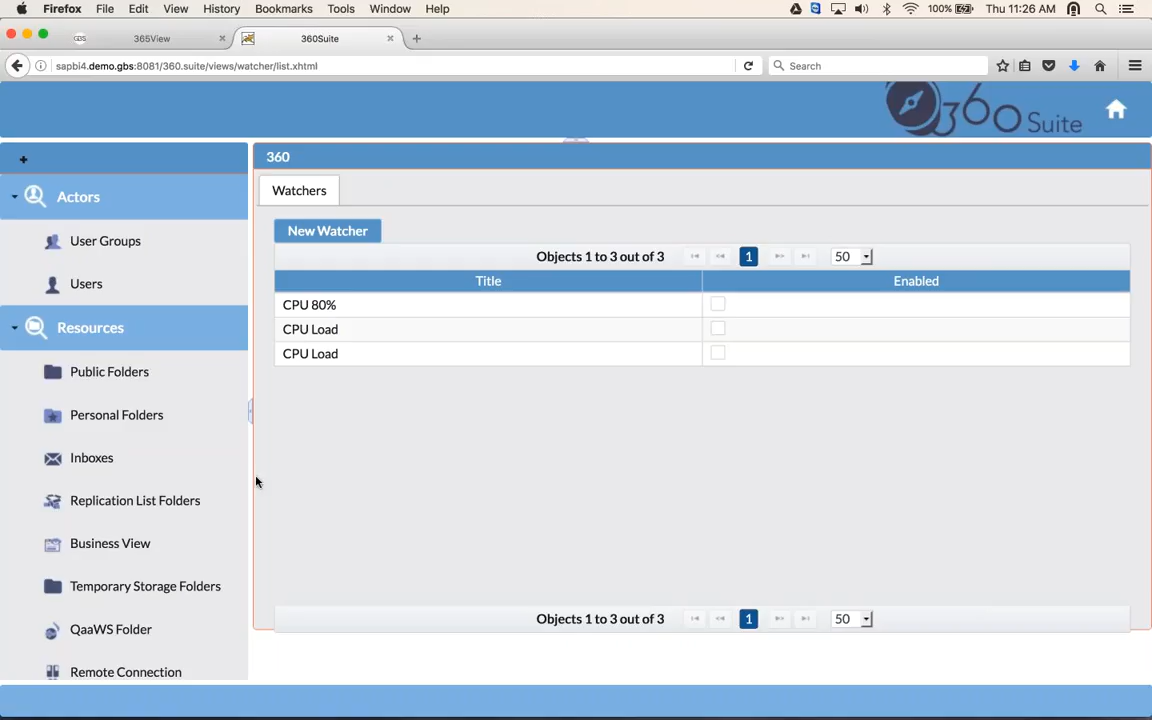 Firefox File Edit View History Bookmarks Tools Window Help 100% Thu 11:26 AM
GBS 365View 360Suite
sapbi4.demo.gbs:8081/360.suite/views/watcher/list.xhtml Search
360 Suite
360
Watchers
Actors
User Groups
Users
Resources
Public Folders
Personal Folders
Inboxes
Replication List Folders
Business View
Temporary Storage Folders
QaaWS Folder
Remote Connection
New Watcher
Objects 1 to 3 out of 3 1 50
Title Enabled
CPU 80%
CPU Load
CPU Load
Objects 1 to 3 out of 3 1 50